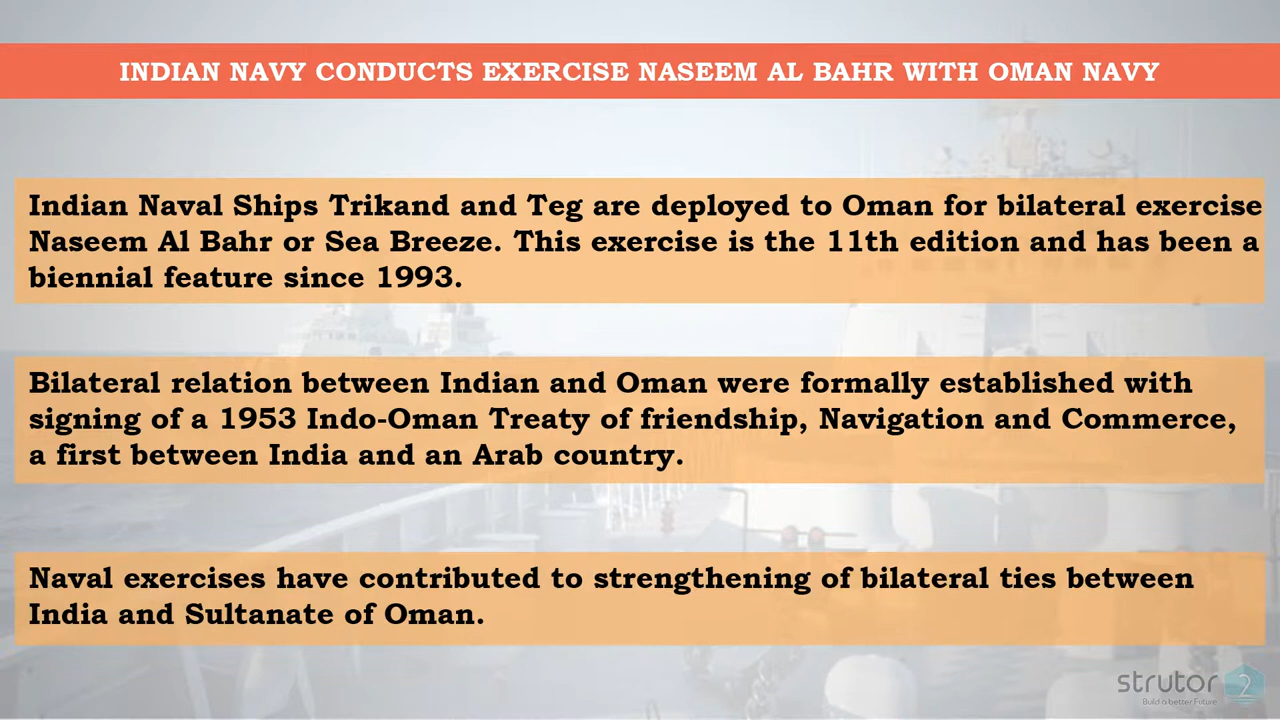 INDIAN NAVY CONDUCTS EXERCISE NASEEM AL BAHR WITH OMAN NAVY
Indian Naval Ships Trikand and Teg are deployed to Oman for bilateral exercise
Naseem Al Bahr or Sea Breeze. This exercise is the 11th edition and has been a
biennial feature since 1993.
Bilateral relation between Indian and Oman were formally established with
signing of a 1953 Indo-Oman Treaty of friendship, Navigation and Commerce,
a first between India and an Arab country.
Naval exercises have contributed to strengthening of bilateral ties between
India and Sultanate of Oman.
strutor 2
Build a better Future